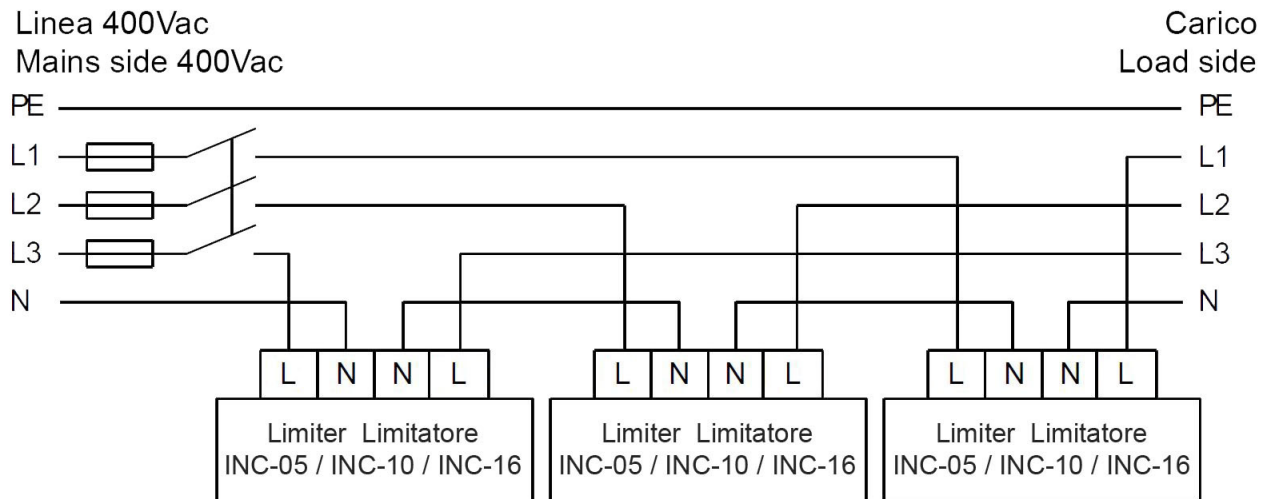 Linea 400Vac
Mains side 400Vac
Carico
Load side
PE PE
L1 L1
L2 L2
L3 L3
N N
L N N L L N N L L N N L
Limiter Limitatore
INC-05 / INC-10 / INC-16
Limiter Limitatore
INC-05 / INC-10 / INC-16
Limiter Limitatore
INC-05 / INC-10 / INC-16